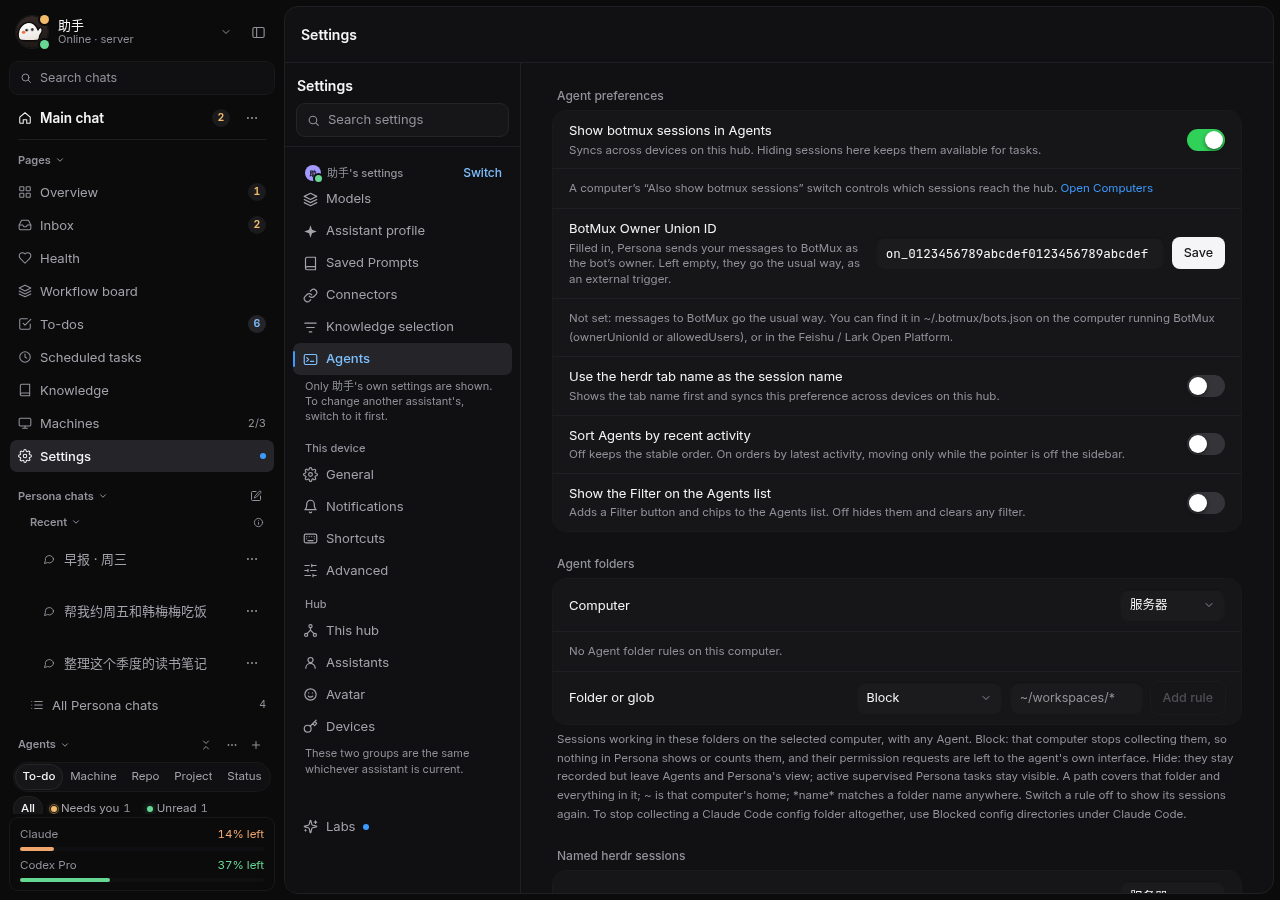 助手
Online · server
Search chats
Main chat
2
Pages
Overview
1
Inbox
2
Health
Workflow board
To-dos
6
Scheduled tasks
Knowledge
Machines
2/3
Settings
Persona chats
Recent
早报 · 周三
帮我约周五和韩梅梅吃饭
整理这个季度的读书笔记
All Persona chats
4
Agents
To-do
Machine
Repo
Project
Status
All
Needs you 1
Unread 1
Claude
14% left
Codex Pro
37% left
Settings
Settings
Search settings
助手's settings
Switch
Models
Assistant profile
Saved Prompts
Connectors
Knowledge selection
Agents
Only 助手's own settings are shown.
To change another assistant's,
switch to it first.
This device
General
Notifications
Shortcuts
Advanced
Hub
This hub
Assistants
Avatar
Devices
These two groups are the same
whichever assistant is current.
Labs
Agent preferences
Show botmux sessions in Agents
Syncs across devices on this hub. Hiding sessions here keeps them available for tasks.
A computer’s “Also show botmux sessions” switch controls which sessions reach the hub. Open Computers
BotMux Owner Union ID
Filled in, Persona sends your messages to BotMux as
the bot’s owner. Left empty, they go the usual way, as
an external trigger.
on_0123456789abcdef0123456789abcdef
Save
Not set: messages to BotMux go the usual way. You can find it in ~/.botmux/bots.json on the computer running BotMux
(ownerUnionId or allowedUsers), or in the Feishu / Lark Open Platform.
Use the herdr tab name as the session name
Shows the tab name first and syncs this preference across devices on this hub.
Sort Agents by recent activity
Off keeps the stable order. On orders by latest activity, moving only while the pointer is off the sidebar.
Show the Filter on the Agents list
Adds a Filter button and chips to the Agents list. Off hides them and clears any filter.
Agent folders
Computer
服务器
No Agent folder rules on this computer.
Folder or glob
Block
~/workspaces/*
Add rule
Sessions working in these folders on the selected computer, with any Agent. Block: that computer stops collecting them, so
nothing in Persona shows or counts them, and their permission requests are left to the agent's own interface. Hide: they stay
recorded but leave Agents and Persona's view; active supervised Persona tasks stay visible. A path covers that folder and
everything in it; ~ is that computer's home; *name* matches a folder name anywhere. Switch a rule off to show its sessions
again. To stop collecting a Claude Code config folder altogether, use Blocked config directories under Claude Code.
Named herdr sessions